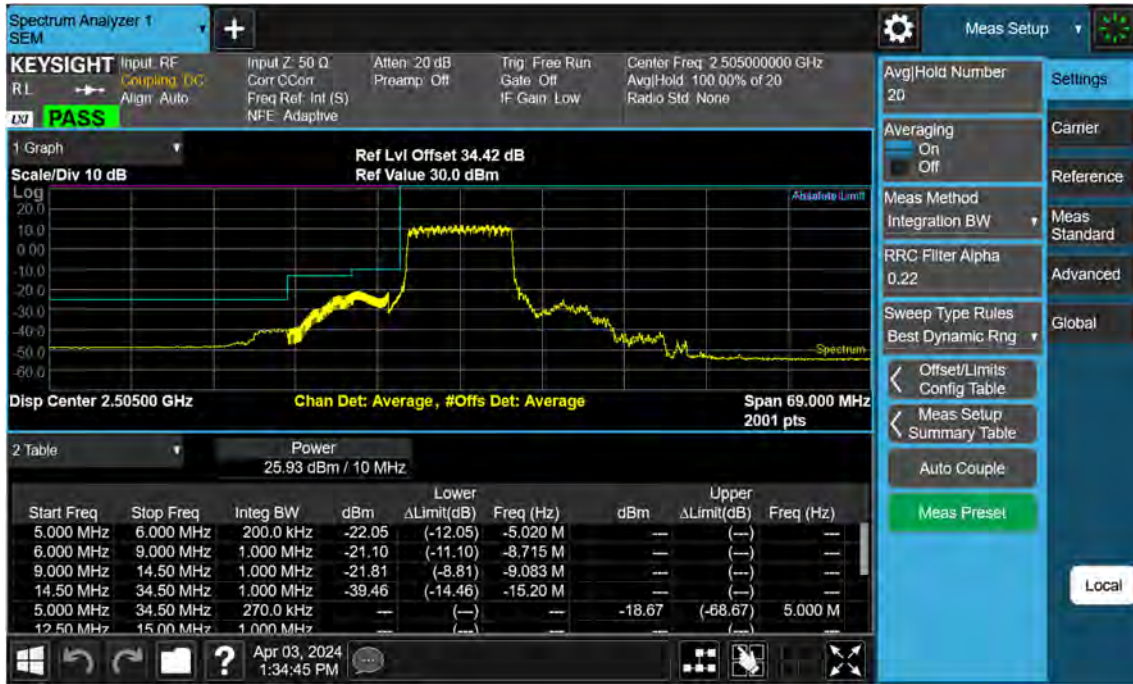 Spectrum Analyzer 1
SEM
+
Meas Setup
KEYSIGHT
RL
LXI
PASS
Input: RF
Coupling: DC
Align: Auto
Input Z: 50 Ω
Corr CCorr
Freq Ref: Int (S)
NFE: Adaptive
Atten: 20 dB
Preamp: Off
Trig: Free Run
Gate: Off
IF Gain: Low
Center Freq: 2.505000000 GHz
Avg|Hold: 100.00% of 20
Radio Std: None
1 Graph
Ref Lvl Offset 34.42 dB
Scale/Div 10 dB
Ref Value 30.0 dBm
Log
20.0
10.0
0.00
-10.0
-20.0
-30.0
-40.0
-50.0
-60.0
Absolute Limit
Spectrum
Disp Center 2.50500 GHz
Chan Det: Average, #Offs Det: Average
Span 69.000 MHz
2001 pts
2 Table
Power
25.93 dBm / 10 MHz
Lower Upper
Start Freq Stop Freq Integ BW dBm ΔLimit(dB) Freq (Hz) dBm ΔLimit(dB) Freq (Hz)
5.000 MHz 6.000 MHz 200.0 kHz -22.05 (-12.05) -5.020 M --- (---) ---
6.000 MHz 9.000 MHz 1.000 MHz -21.10 (-11.10) -8.715 M --- (---) ---
9.000 MHz 14.50 MHz 1.000 MHz -21.81 (-8.81) -9.083 M --- (---) ---
14.50 MHz 34.50 MHz 1.000 MHz -39.46 (-14.46) -15.20 M --- (---) ---
5.000 MHz 34.50 MHz 270.0 kHz --- (---) --- -18.67 (-68.67) 5.000 M
12.50 MHz 15.00 MHz 1.000 MHz --- (---) --- --- (---) ---
?
Apr 03, 2024
1:34:45 PM
Avg|Hold Number
20
Averaging
On
Off
Meas Method
Integration BW
RRC Filter Alpha
0.22
Sweep Type Rules
Best Dynamic Rng
Offset/Limits
Config Table
Meas Setup
Summary Table
Auto Couple
Meas Preset
Settings
Carrier
Reference
Meas
Standard
Advanced
Global
Local